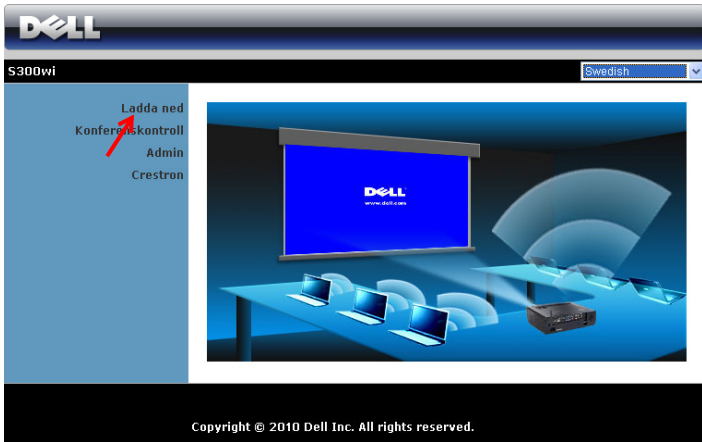 DELL
S300wi
Swedish
Ladda ned
Konferenskontroll
Admin
Crestron
DELL
www.dell.com
Copyright © 2010 Dell Inc. All rights reserved.